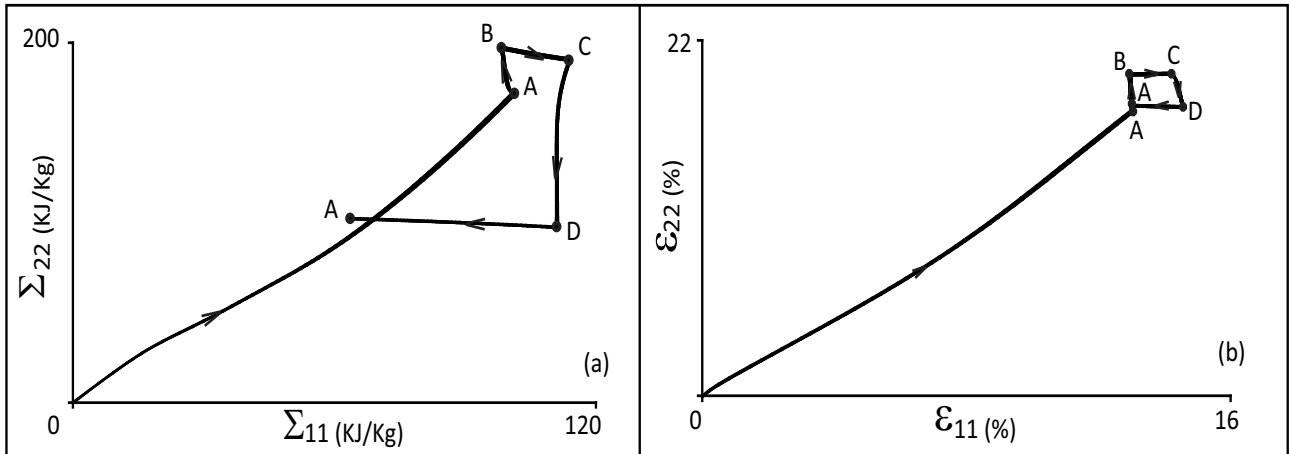 200
B
C
A
A
D
Σ22 (KJ/Kg)
(a)
0
Σ11 (KJ/Kg)
120
22
B
C
A
D
A
ε22 (%)
(b)
0
ε11 (%)
16